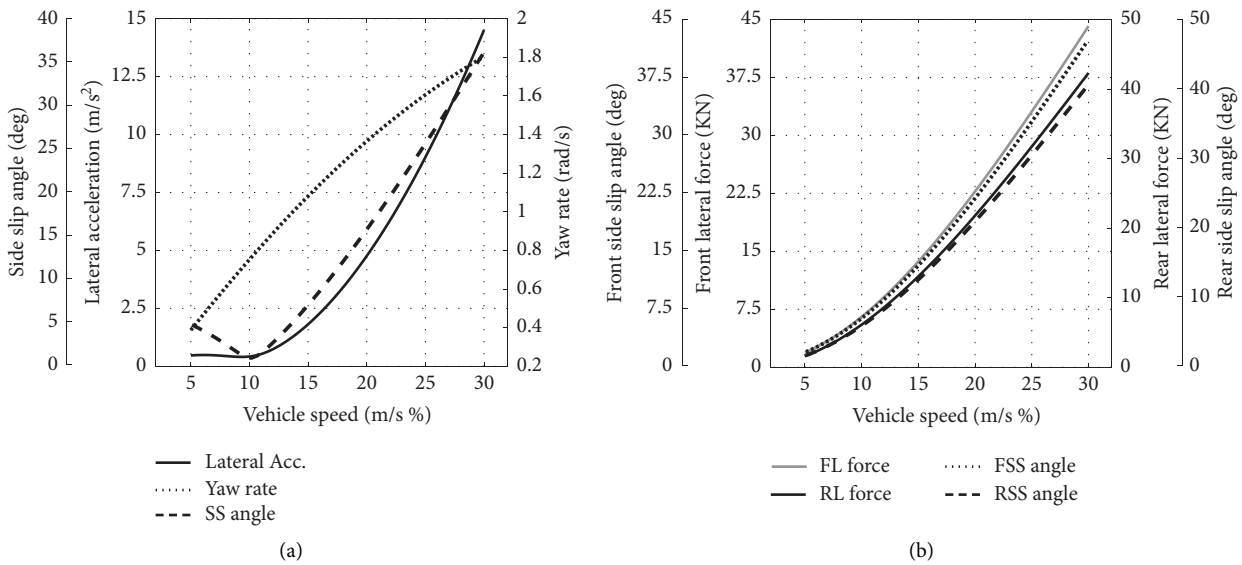 40
35
30
25
20
15
10
5
0
Side slip angle (deg)
15
12.5
10
7.5
5
2.5
0
Lateral acceleration (m/s²)
2
1.8
1.6
1.4
1.2
1
0.8
0.6
0.4
0.2
Yaw rate (rad/s)
5 10 15 20 25 30
Vehicle speed (m/s %)
Lateral Acc.
Yaw rate
SS angle
(a)
45
37.5
30
22.5
15
7.5
0
Front side slip angle (deg)
45
37.5
30
22.5
15
7.5
0
Front lateral force (KN)
50
40
30
20
10
0
Rear lateral force (KN)
50
40
30
20
10
0
Rear side slip angle (deg)
5 10 15 20 25 30
Vehicle speed (m/s %)
FL force
RL force
FSS angle
RSS angle
(b)